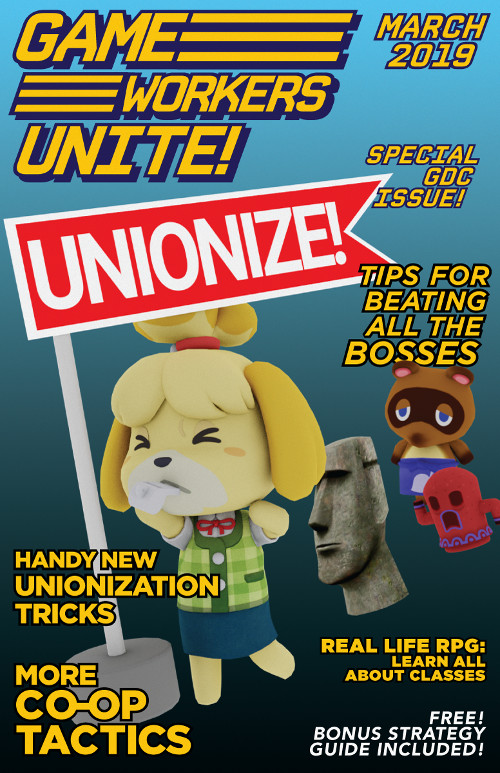 GAME
WORKERS
UNITE!
MARCH
2019
SPECIAL
GDC
ISSUE!
UNIONIZE!
TIPS FOR
BEATING
ALL THE
BOSSES
HANDY NEW
UNIONIZATION
TRICKS
MORE
CO-OP
TACTICS
REAL LIFE RPG:
LEARN ALL
ABOUT CLASSES
FREE!
BONUS STRATEGY
GUIDE INCLUDED!